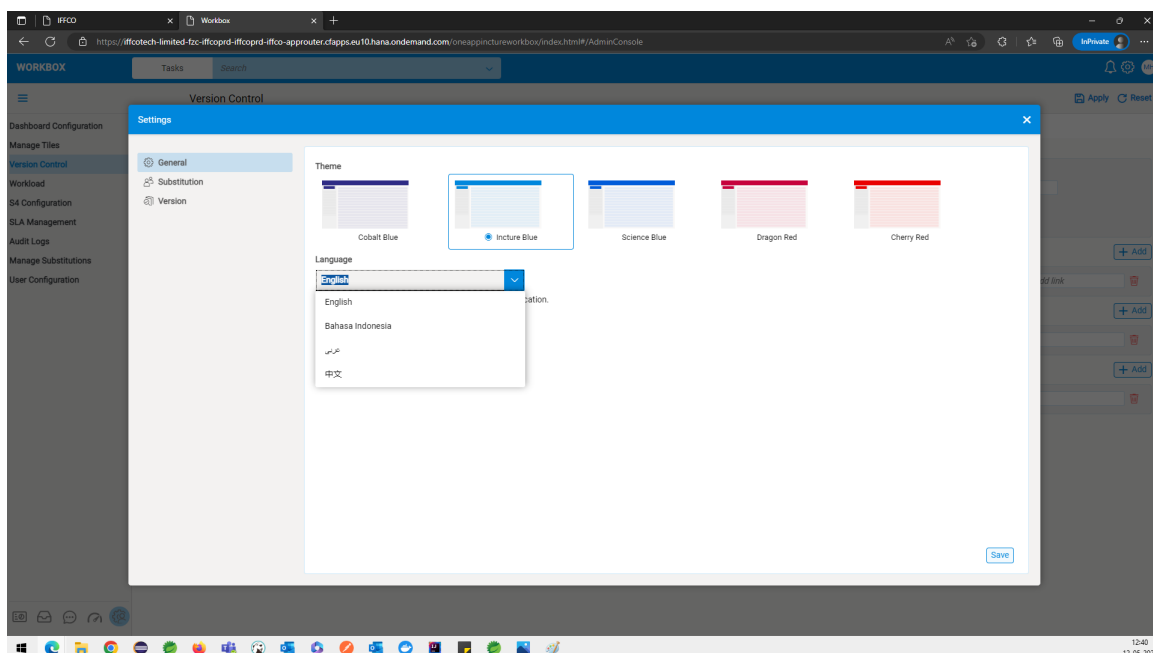 IFFCO
Workbox
https://iffcotech-limited-fzc-iffcoprd-iffcoprd-iffco-approuter.cfapps.eu10.hana.ondemand.com/oneappinctureworkbox/index.html#/AdminConsole
InPrivate
WORKBOX
Tasks
Search
Version Control
Apply
Reset
Dashboard Configuration
Manage Tiles
Version Control
Workload
S4 Configuration
SLA Management
Audit Logs
Manage Substitutions
User Configuration
Settings
General
Substitution
Version
Theme
Cobalt Blue
Incture Blue
Science Blue
Dragon Red
Cherry Red
Language
English
cation.
English
Bahasa Indonesia
عربى
中文
Save
+ Add
dd link
+ Add
+ Add
12:40